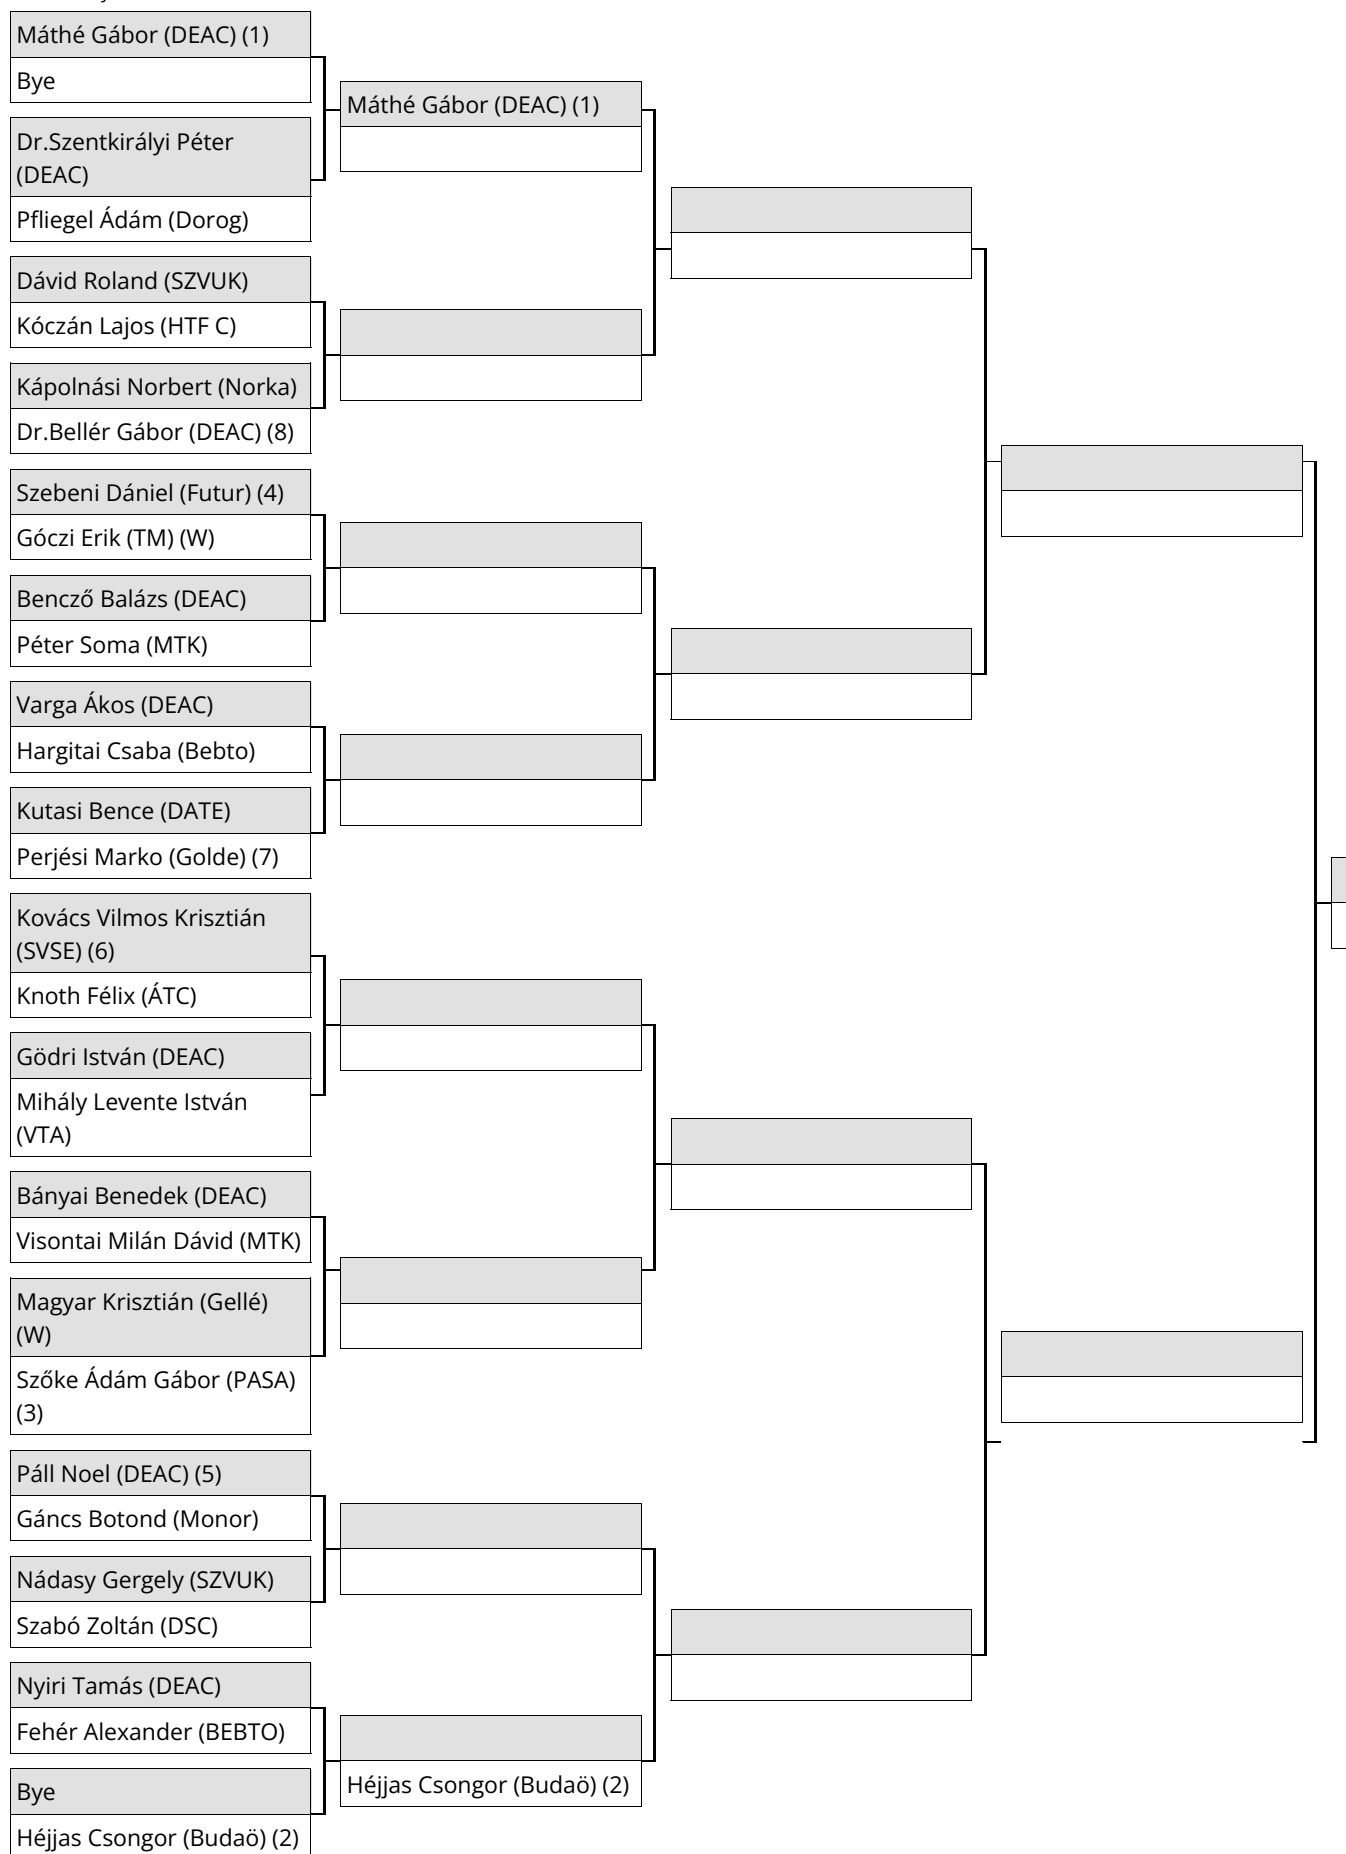 Máthé Gábor (DEAC) (1)
Bye
Dr.Szentkirályi Péter
(DEAC)
Pfliegel Ádám (Dorog)
Dávid Roland (SZVUK)
Kóczán Lajos (HTF C)
Kápolnási Norbert (Norka)
Dr.Bellér Gábor (DEAC) (8)
Szebeni Dániel (Futur) (4)
Góczi Erik (TM) (W)
Benczõ Balázs (DEAC)
Péter Soma (MTK)
Varga Ákos (DEAC)
Hargitai Csaba (Bebto)
Kutasi Bence (DATE)
Perjési Marko (Golde) (7)
Kovács Vilmos Krisztián
(SVSE) (6)
Knoth Félix (ÁTC)
Gödri István (DEAC)
Mihály Levente István
(VTA)
Bányai Benedek (DEAC)
Visontai Milán Dávid (MTK)
Magyar Krisztián (Gellé)
(W)
Szőke Ádám Gábor (PASA)
(3)
Páll Noel (DEAC) (5)
Gáncs Botond (Monor)
Nádasy Gergely (SZVUK)
Szabó Zoltán (DSC)
Nyiri Tamás (DEAC)
Fehér Alexander (BEBTO)
Bye
Héjjas Csongor (Budaö) (2)
Máthé Gábor (DEAC) (1)
Héjjas Csongor (Budaö) (2)